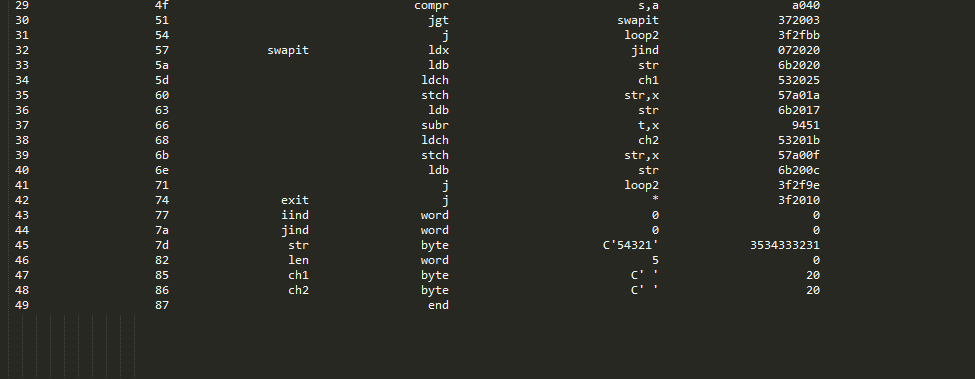 29 4f compr s,a a040
30 51 jgt swapit 372003
31 54 j loop2 3f2fbb
32 57 swapit ldx jind 072020
33 5a ldb str 6b2020
34 5d ldch ch1 532025
35 60 stch str,x 57a01a
36 63 ldb str 6b2017
37 66 subr t,x 9451
38 68 ldch ch2 53201b
39 6b stch str,x 57a00f
40 6e ldb str 6b200c
41 71 j loop2 3f2f9e
42 74 exit j * 3f2010
43 77 iind word 0 0
44 7a jind word 0 0
45 7d str byte C'54321' 3534333231
46 82 len word 5 0
47 85 ch1 byte C' ' 20
48 86 ch2 byte C' ' 20
49 87 end